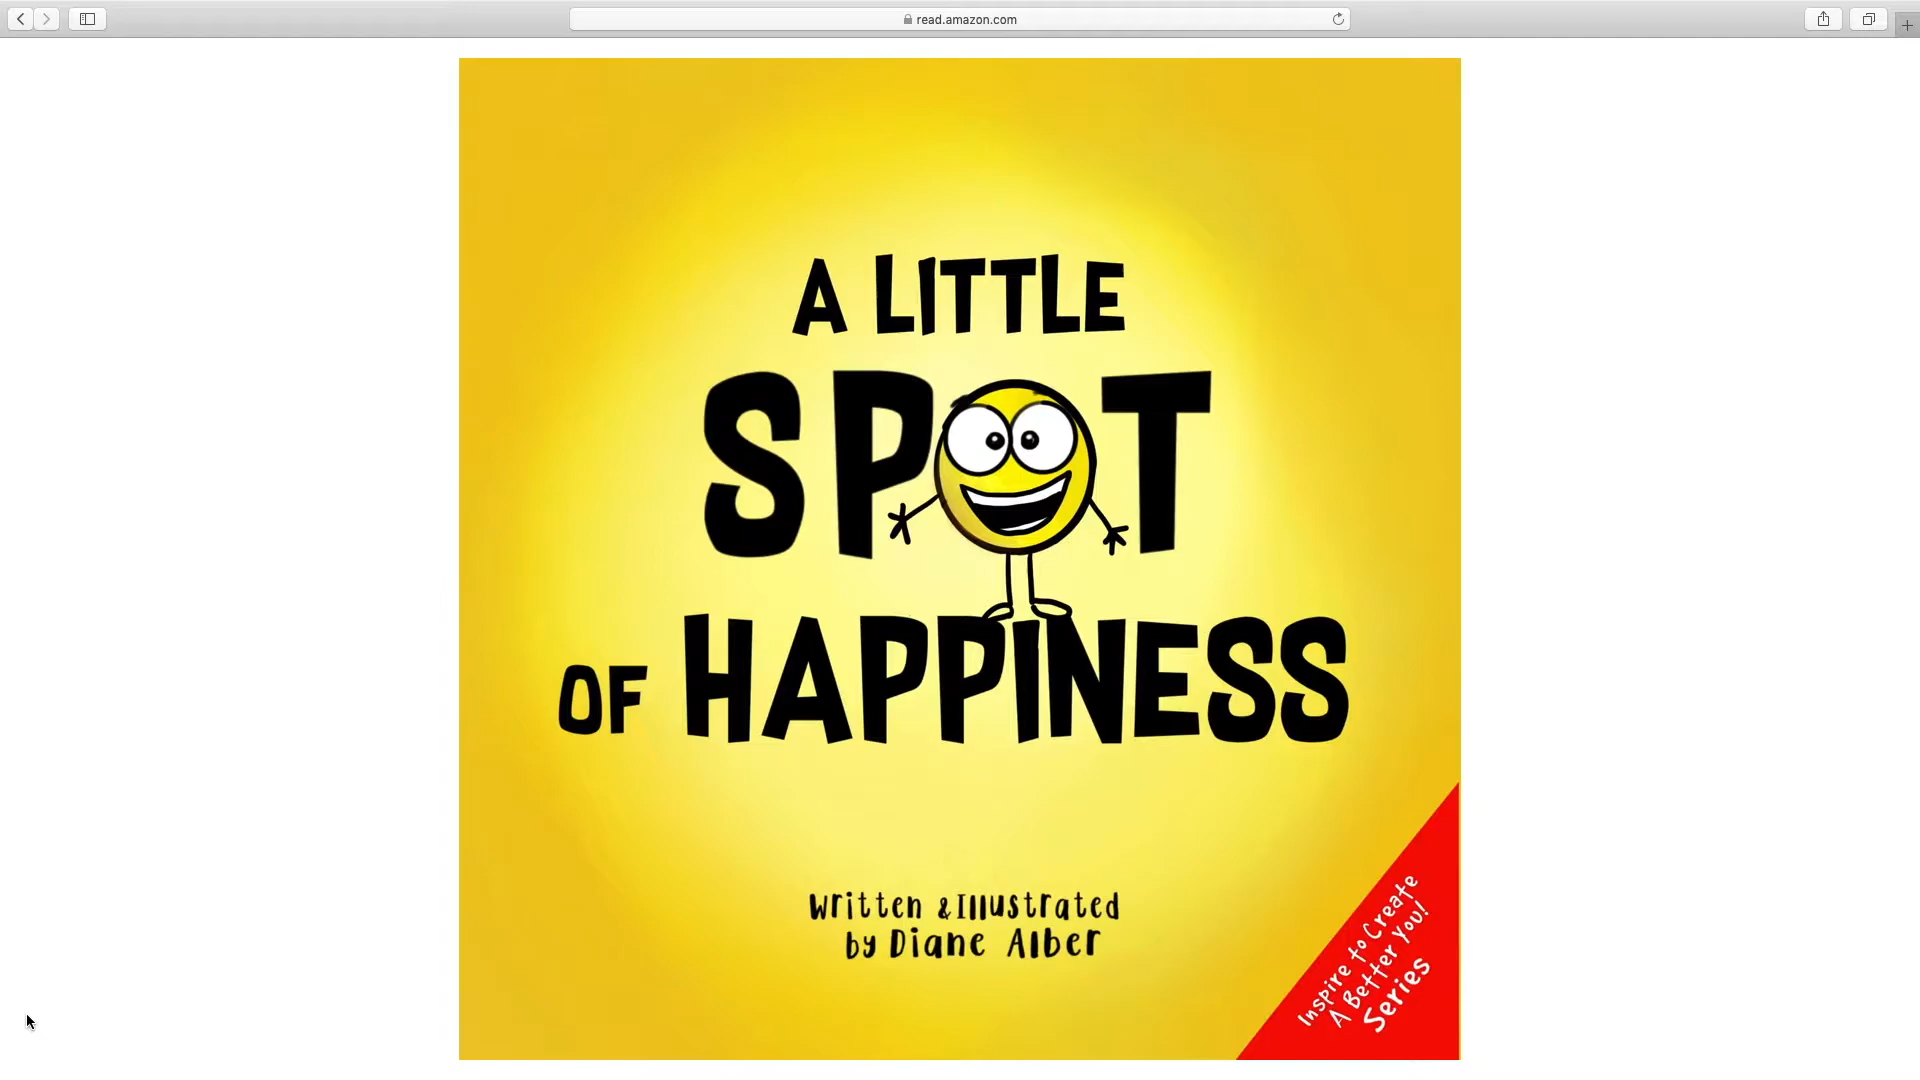 read.amazon.com
A LITTLE
SPOT
OF HAPPINESS
Written & Illustrated
by Diane Alber
Inspire to Create
A Better You!
Series